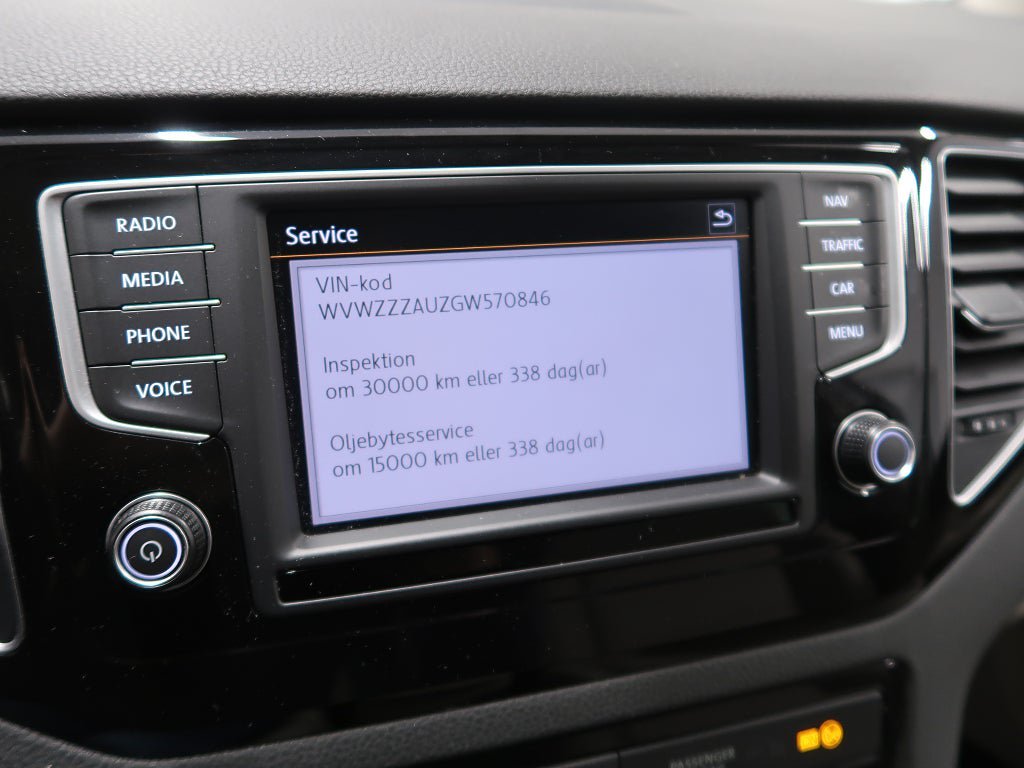 RADIO
MEDIA
PHONE
VOICE
Service
VIN-kod
WVWZZZAUZGW570846
Inspektion
om 30000 km eller 338 dag(ar)
Oljebytesservice
om 15000 km eller 338 dag(ar)
NAV
TRAFFIC
CAR
MENU
PASSENGER